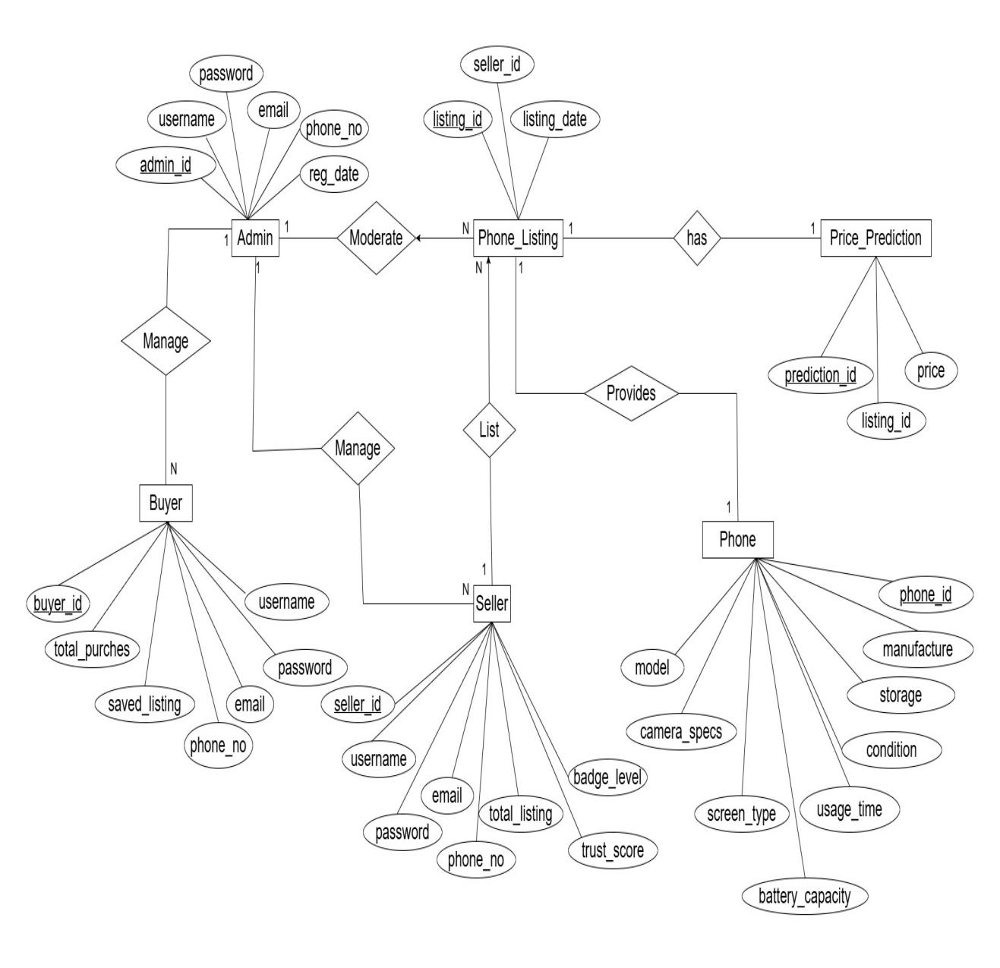 seller_id
password
email
username
listing_id
listing_date
phone_no
admin_id
reg_date
1
Admin
1
Moderate
N
Phone_Listing
1
has
1
Price_Prediction
1
N
1
Manage
prediction_id
price
Provides
listing_id
List
Manage
N
Buyer
1
Phone
1
N
Seller
buyer_id
username
phone_id
total_purches
manufacture
password
model
storage
saved_listing
email
seller_id
camera_specs
phone_no
condition
username
badge_level
email
total_listing
screen_type
usage_time
password
trust_score
phone_no
battery_capacity